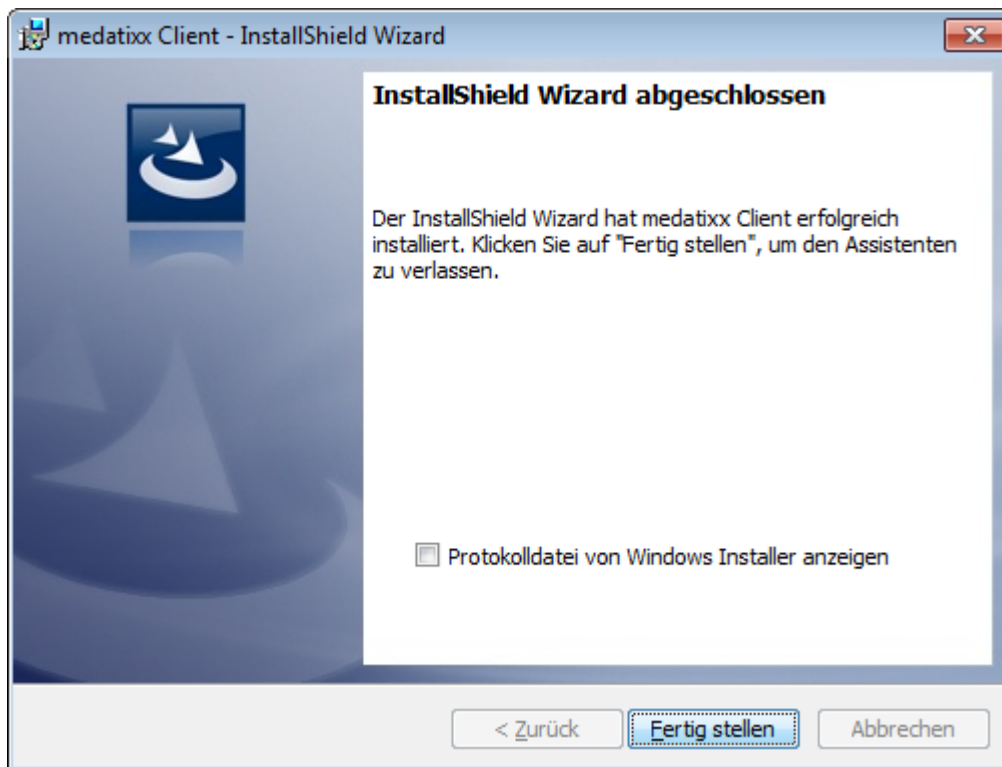 medatixx Client - InstallShield Wizard
InstallShield Wizard abgeschlossen
Der InstallShield Wizard hat medatixx Client erfolgreich
installiert. Klicken Sie auf "Fertig stellen", um den Assistenten
zu verlassen.
Protokolldatei von Windows Installer anzeigen
< Zurück
Fertig stellen
Abbrechen